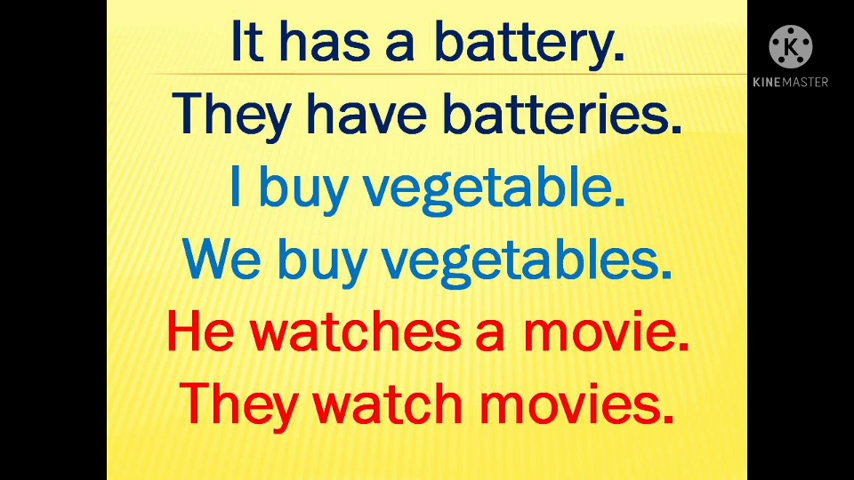 It has a battery.
They have batteries.
I buy vegetable.
We buy vegetables.
He watches a movie.
They watch movies.
K
KINEMASTER